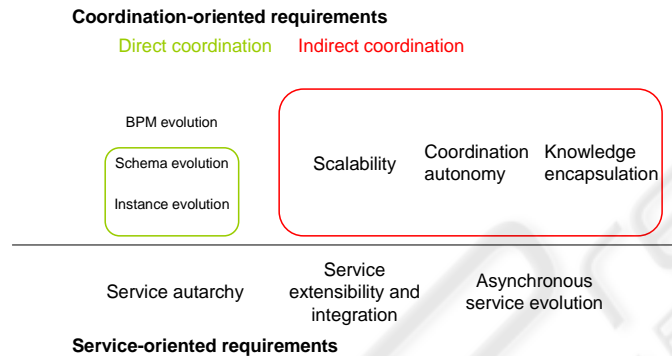 Coordination-oriented requirements
Direct coordination
Indirect coordination
BPM evolution
Schema evolution
Instance evolution
Scalability
Coordination
autonomy
Knowledge
encapsulation
Service autarchy
Service
extensibility and
integration
Asynchronous
service evolution
Service-oriented requirements